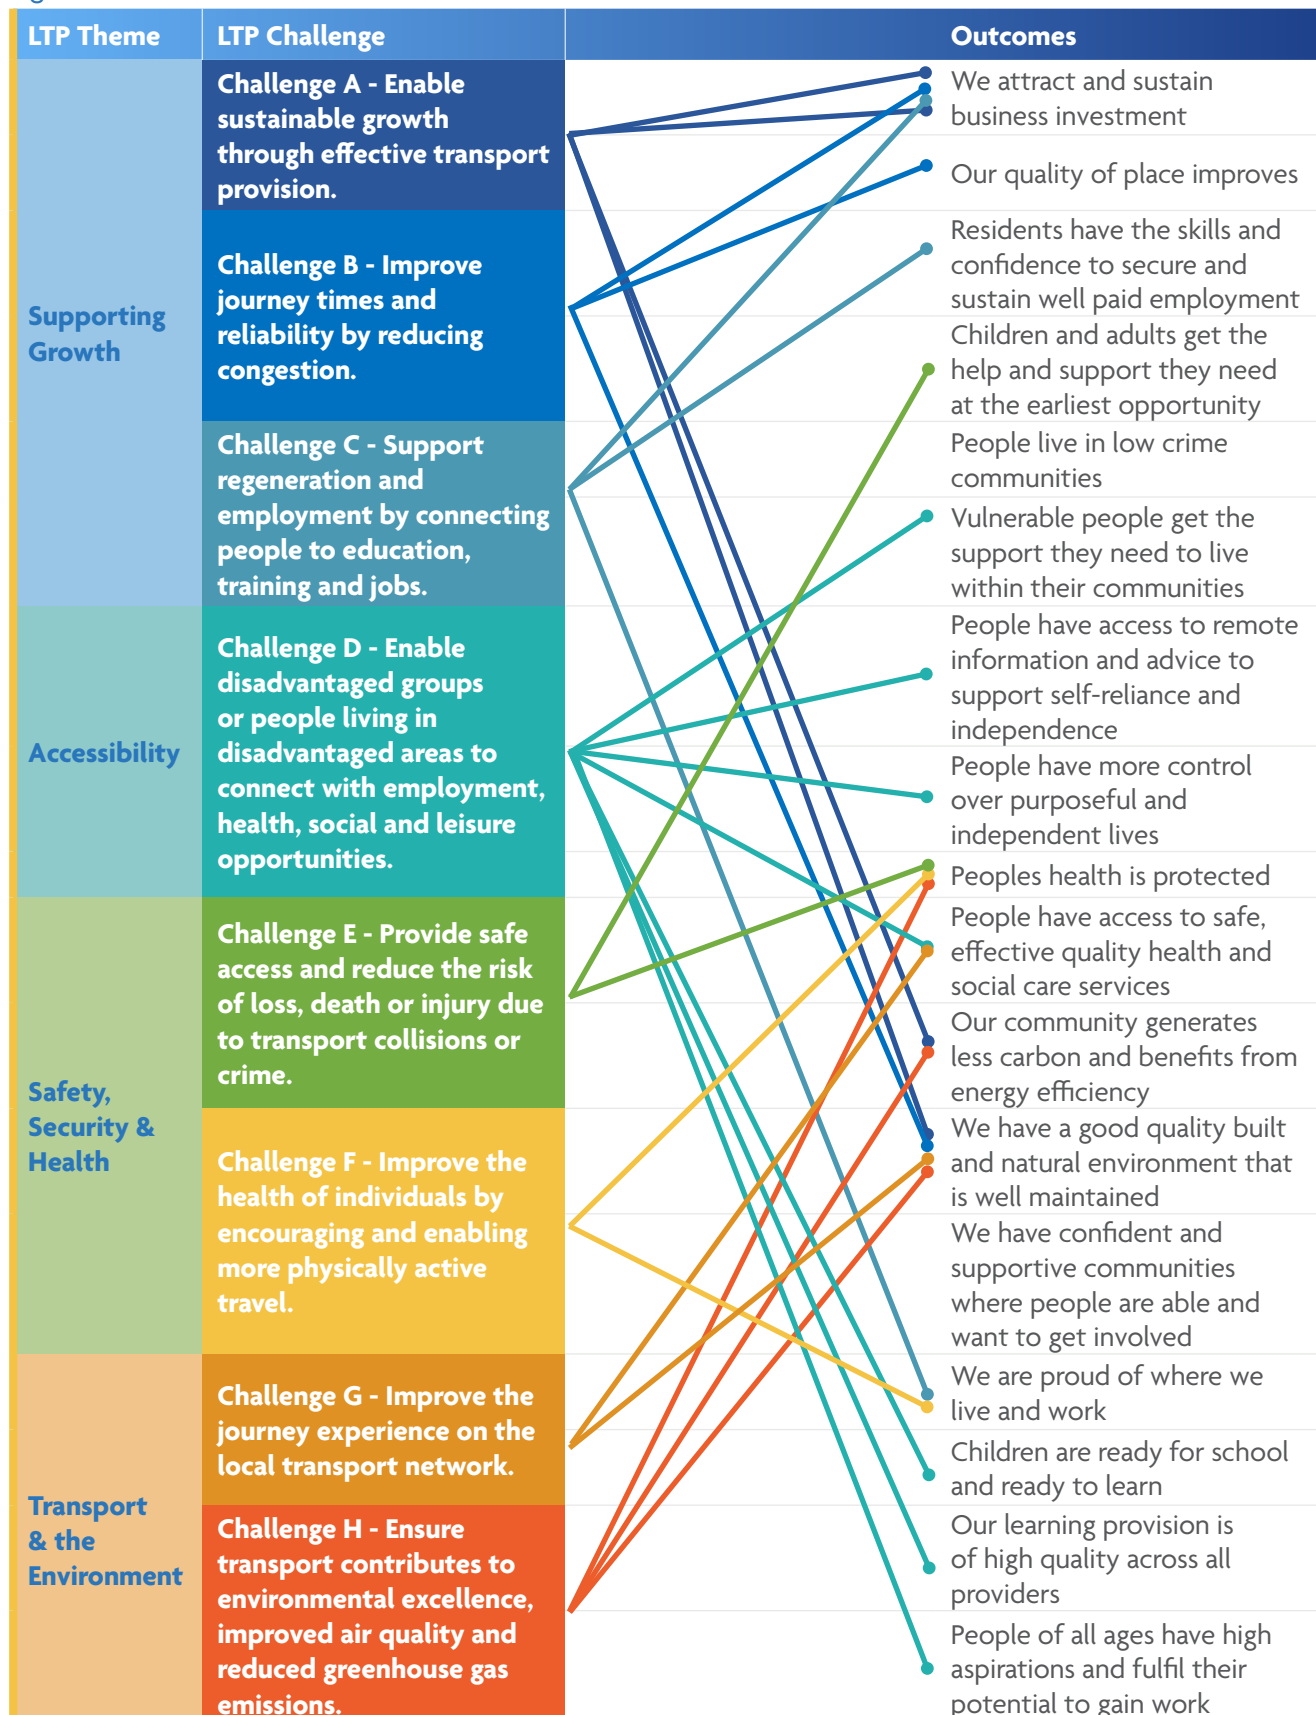 LTP Theme
LTP Challenge
Outcomes
Supporting
Growth
Challenge A - Enable
sustainable growth
through effective transport
provision.
Challenge B - Improve
journey times and
reliability by reducing
congestion.
Challenge C - Support
regeneration and
employment by connecting
people to education,
training and jobs.
Accessibility
Challenge D - Enable
disadvantaged groups
or people living in
disadvantaged areas to
connect with employment,
health, social and leisure
opportunities.
Safety,
Security &
Health
Challenge E - Provide safe
access and reduce the risk
of loss, death or injury due
to transport collisions or
crime.
Challenge F - Improve the
health of individuals by
encouraging and enabling
more physically active
travel.
Transport
& the
Environment
Challenge G - Improve the
journey experience on the
local transport network.
Challenge H - Ensure
transport contributes to
environmental excellence,
improved air quality and
reduced greenhouse gas
emissions.
We attract and sustain
business investment
Our quality of place improves
Residents have the skills and
confidence to secure and
sustain well paid employment
Children and adults get the
help and support they need
at the earliest opportunity
People live in low crime
communities
Vulnerable people get the
support they need to live
within their communities
People have access to remote
information and advice to
support self-reliance and
independence
People have more control
over purposeful and
independent lives
Peoples health is protected
People have access to safe,
effective quality health and
social care services
Our community generates
less carbon and benefits from
energy efficiency
We have a good quality built
and natural environment that
is well maintained
We have confident and
supportive communities
where people are able and
want to get involved
We are proud of where we
live and work
Children are ready for school
and ready to learn
Our learning provision is
of high quality across all
providers
People of all ages have high
aspirations and fulfil their
potential to gain work